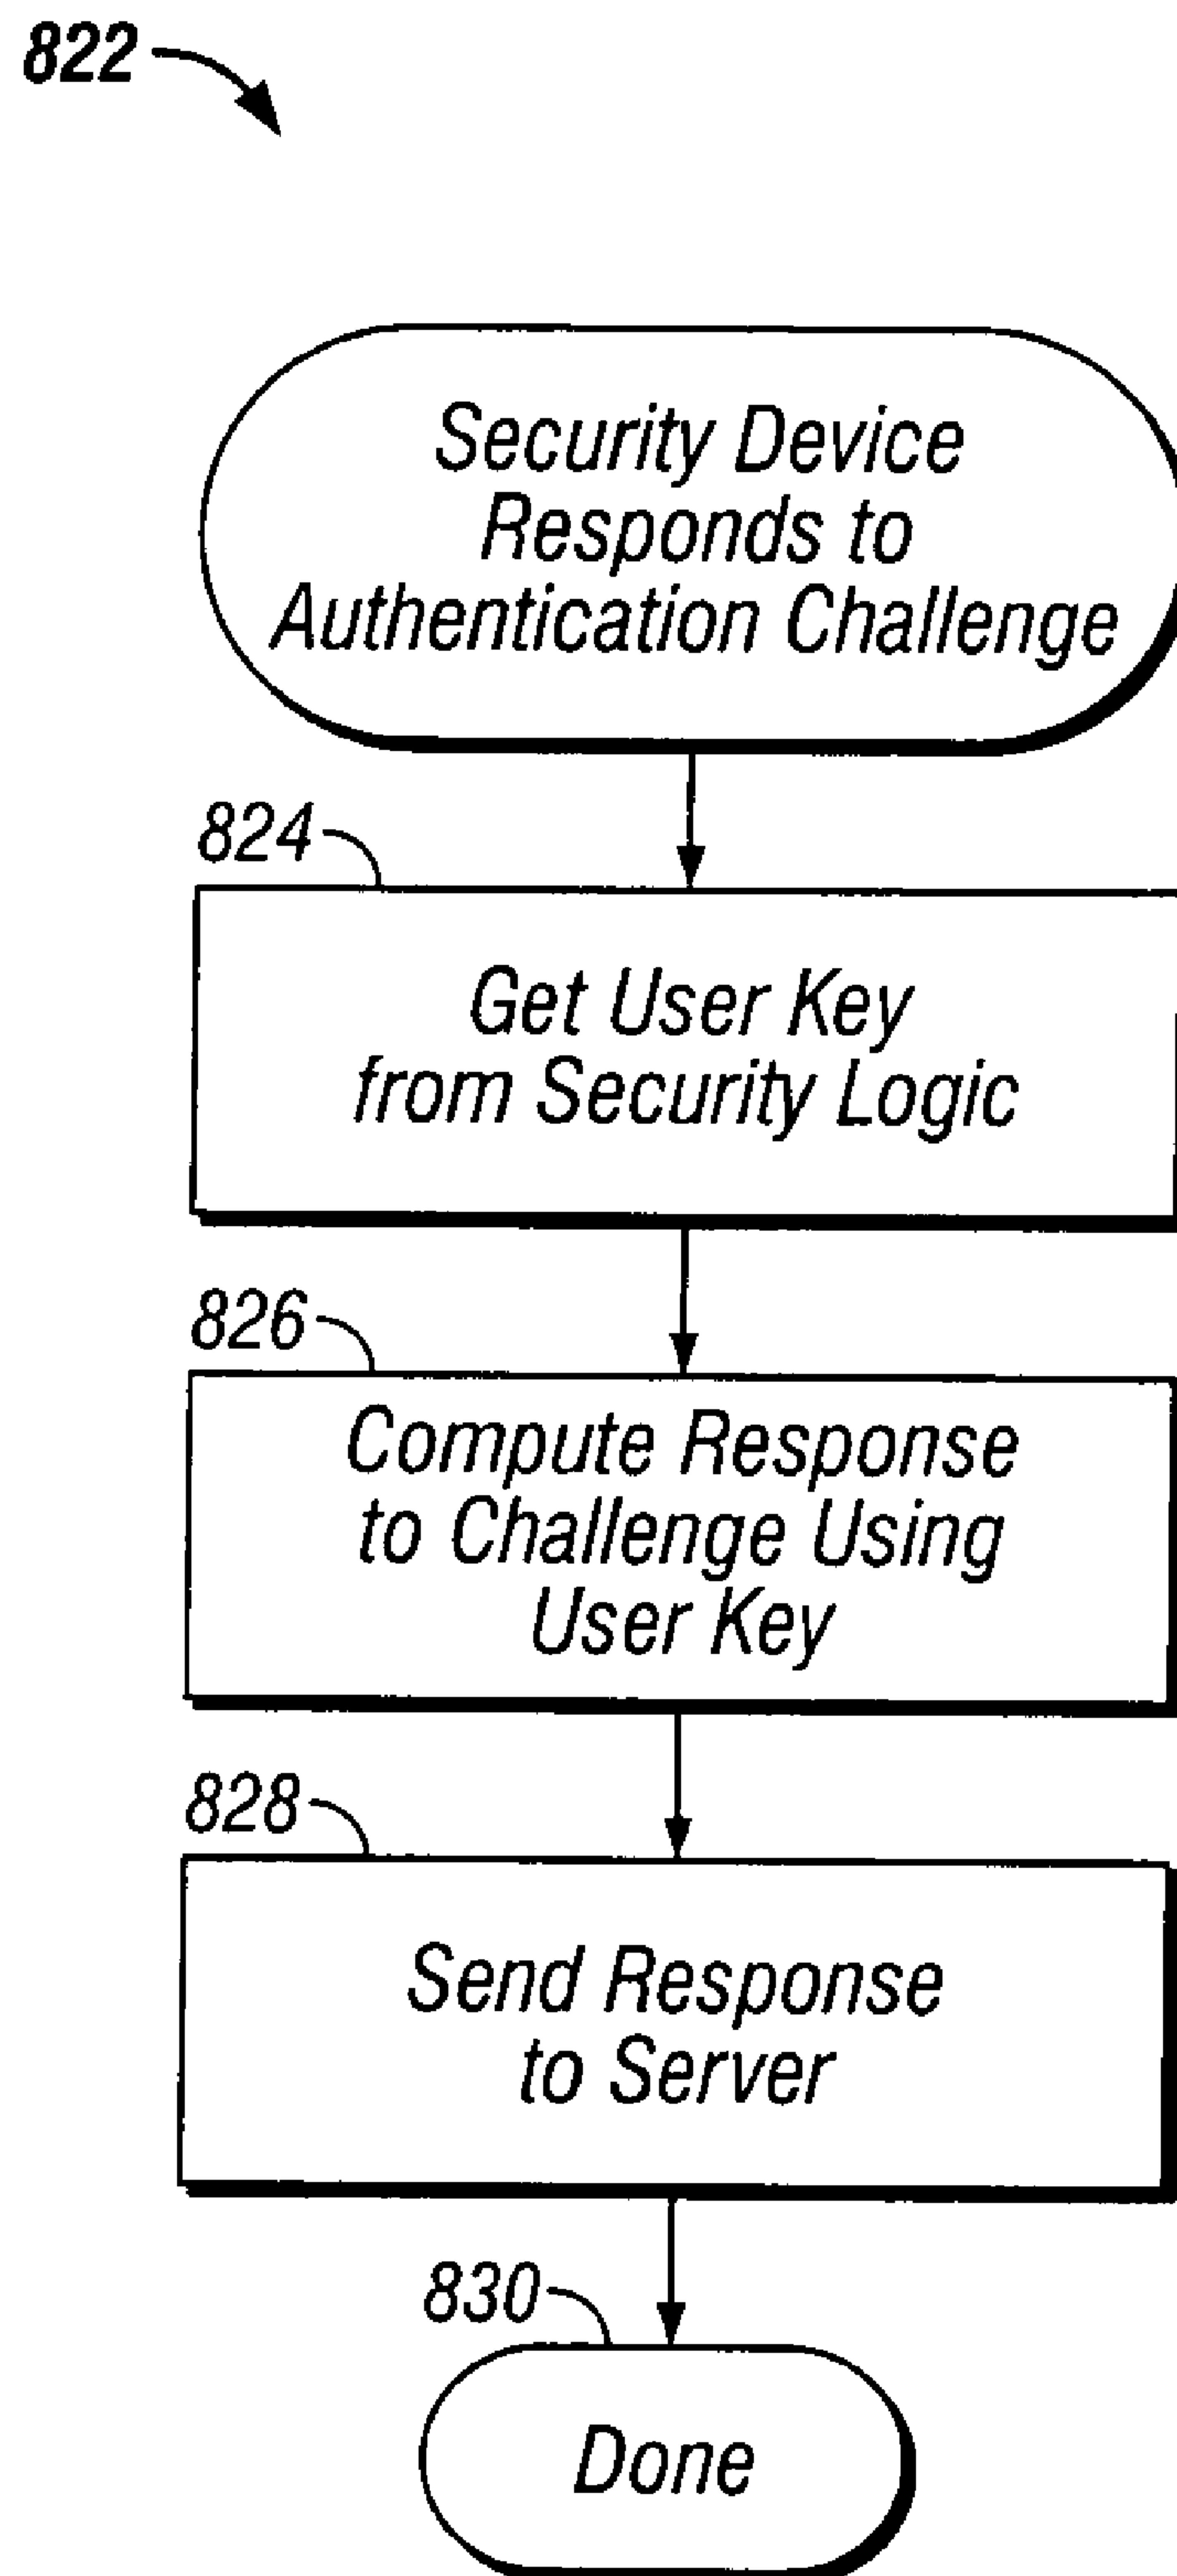 822
Security Device
Responds to
Authentication Challenge
824
Get User Key
from Security Logic
826
Compute Response
to Challenge Using
User Key
828
Send Response
to Server
830
Done